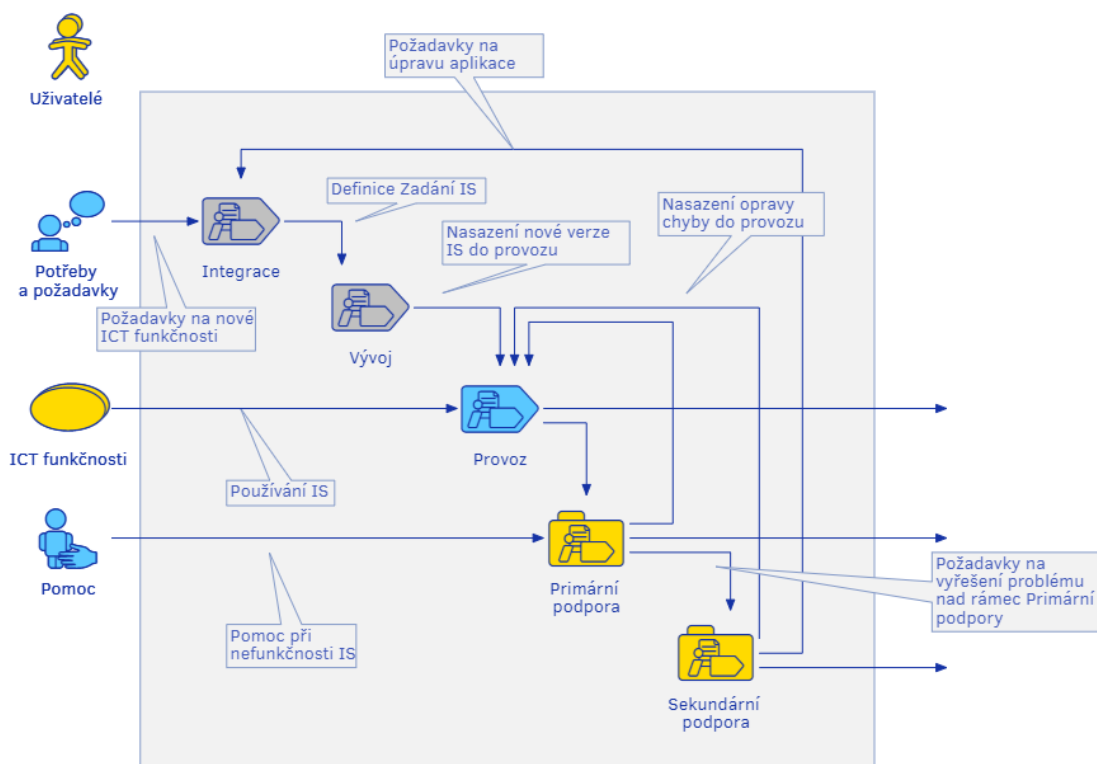 Požadavky na
úpravu aplikace
Uživatelé
Definice Zadání IS
Nasazení opravy
chyby do provozu
Nasazení nové verze
IS do provozu
Integrace
Potřeby
a požadavky
Požadavky na nové
ICT funkčnosti
Vývoj
ICT funkčnosti
Provoz
Používání IS
Pomoc
Primární
podpora
Požadavky na
vyřešení problému
nad rámec Primární
podpory
Pomoc při
nefunkčnosti IS
Sekundární
podpora